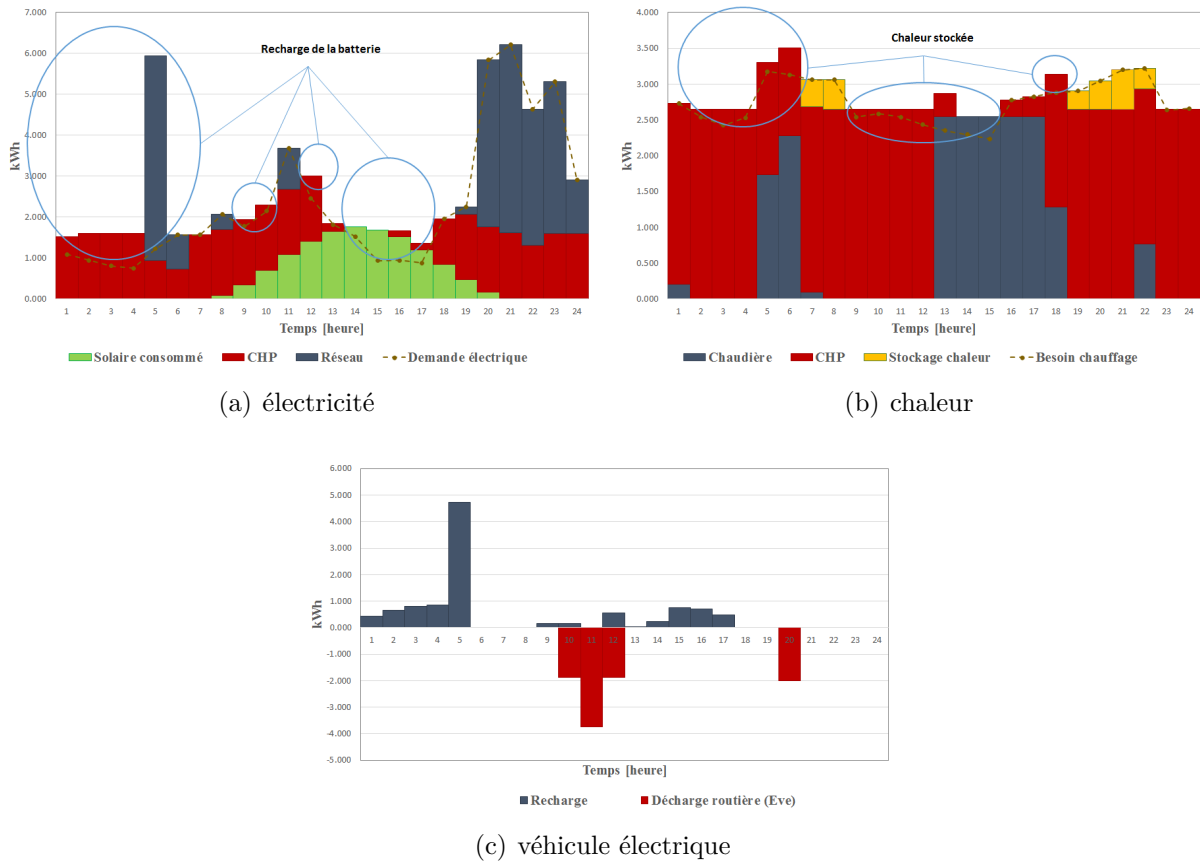 7.000
6.000
5.000
4.000
3.000
2.000
1.000
0.000
kWh
Recharge de la batterie
1 2 3 4 5 6 7 8 9 10 11 12 13 14 15 16 17 18 19 20 21 22 23 24
Temps [heure]
Solaire consommé CHP Réseau Demande électrique
(a) électricité
4.000
3.500
3.000
2.500
2.000
1.500
1.000
0.500
0.000
kWh
Chaleur stockée
1 2 3 4 5 6 7 8 9 10 11 12 13 14 15 16 17 18 19 20 21 22 23 24
Temps [heure]
Chaudière CHP Stockage chaleur Besoin chauffage
(b) chaleur
6.000
5.000
4.000
3.000
2.000
1.000
0.000
-1.000
-2.000
-3.000
-4.000
-5.000
kWh
1 2 3 4 5 6 7 8 9 10 11 12 13 14 15 16 17 18 19 20 21 22 23 24
Temps [heure]
Recharge Décharge routière (Eve)
(c) véhicule électrique